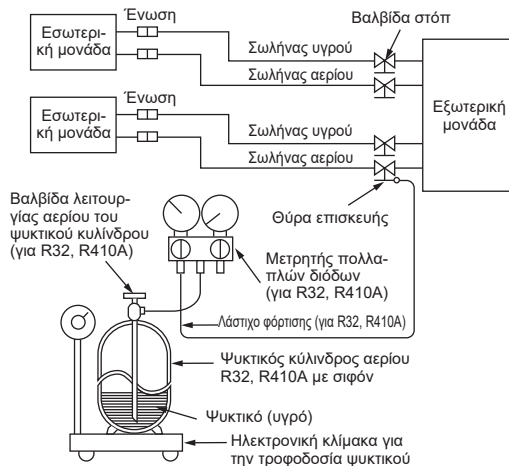 Ένωση
Βαλβίδα στόπ
Εσωτερι-
κή μονάδα
Σωλήνας υγρού
Σωλήνας αερίου
Εξωτερική
μονάδα
Ένωση
Εσωτερι-
κή μονάδα
Σωλήνας υγρού
Σωλήνας αερίου
Θύρα επισκευής
Βαλβίδα λειτουρ-
γίας αερίου του
ψυκτικού κυλίνδρου
(για R32, R410A)
Μετρητής πολλα-
πλών διόδων
(για R32, R410A)
Λάστιχο φόρτισης (για R32, R410A)
Ψυκτικός κύλινδρος αερίου
R32, R410A με σιφόν
Ψυκτικό (υγρό)
Ηλεκτρονική κλίμακα για
την τροφοδοσία ψυκτικού